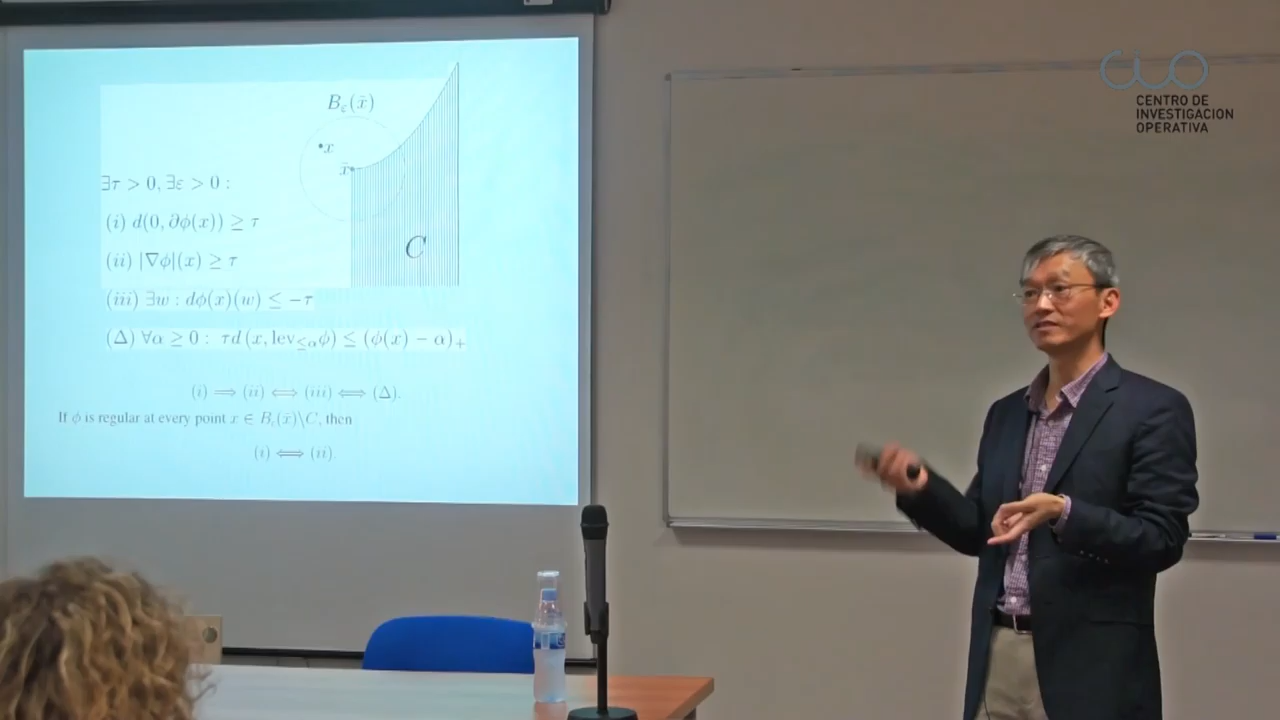 B_ε(x̄)
•x
x̄
∃τ > 0, ∃ε > 0 :
(i) d(0, ∂ϕ(x)) ≥ τ
C
(ii) |∇ϕ|(x) ≥ τ
(iii) ∃w : dϕ(x)(w) ≤ −τ
(Δ) ∀α ≥ 0 : τd (x, lev_{≤α}ϕ) ≤ (ϕ(x) − α)_+
(i) ⟹ (ii) ⟺ (iii) ⟺ (Δ).
If ϕ is regular at every point x ∈ B_ε(x̄)\C, then
(i) ⟺ (ii)
CIO
CENTRO DE
INVESTIGACION
OPERATIVA